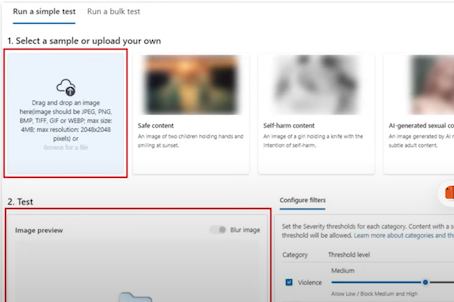 Run a simple test
Run a bulk test
1. Select a sample or upload your own
Drag and drop an image
here(image should be JPEG, PNG,
BMP, TIFF, GIF or WEBP; max size:
4MB; max resolution: 2048x2048
pixels) or
Browse for a file
Safe content
An image of two children holding hands and
smiling at sunset.
Self-harm content
An image of a girl holding a knife with the
intention of self-harm.
AI-generated sexual co
An image generated by AI
subtle adult content.
2. Test
Image preview
Blur image
Configure filters
Set the Severity thresholds for each category. Content with a s
threshold will be allowed. Learn more about categories and th
Category
Threshold level
Medium
Violence
Allow Low / Block Medium and High